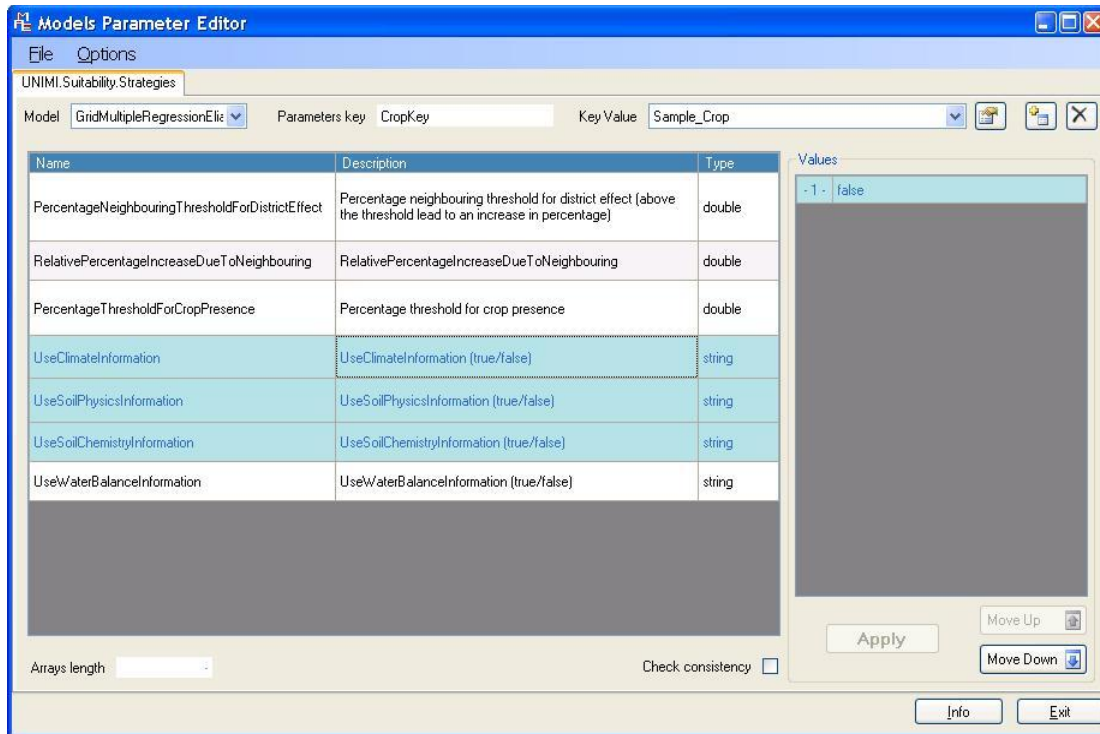 Models Parameter Editor
File Options
UNIMI.Suitability.Strategies
Model GridMultipleRegressionElia Parameters key CropKey Key Value Sample_Crop
Name Description Type
PercentageNeighbouringThresholdForDistrictEffect Percentage neighbouring threshold for district effect (above
the threshold lead to an increase in percentage) double
RelativePercentageIncreaseDueToNeighbouring RelativePercentageIncreaseDueToNeighbouring double
PercentageThresholdForCropPresence Percentage threshold for crop presence double
UseClimateInformation UseClimateInformation (true/false) string
UseSoilPhysicsInformation UseSoilPhysicsInformation (true/false) string
UseSoilChemistryInformation UseSoilChemistryInformation (true/false) string
UseWaterBalanceInformation UseWaterBalanceInformation (true/false) string
Values
- 1 - false
Apply
Move Up
Move Down
Arrays length - Check consistency
Info Exit